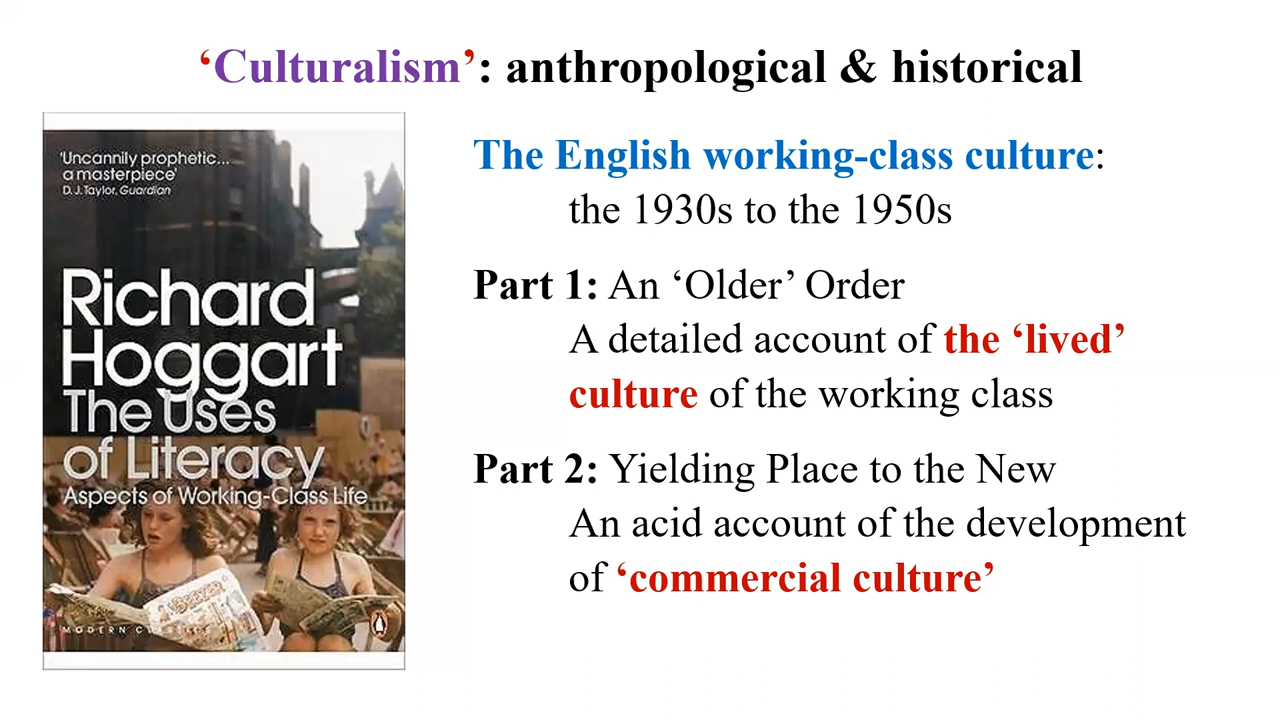 ‘Culturalism’: anthropological & historical
‘Uncannily prophetic...
a masterpiece’
D. J. Taylor, Guardian
Richard
Hoggart
The Uses
of Literacy
Aspects of Working-Class Life
The English working-class culture:
the 1930s to the 1950s
Part 1: An ‘Older’ Order
A detailed account of the ‘lived’
culture of the working class
Part 2: Yielding Place to the New
An acid account of the development
of ‘commercial culture’